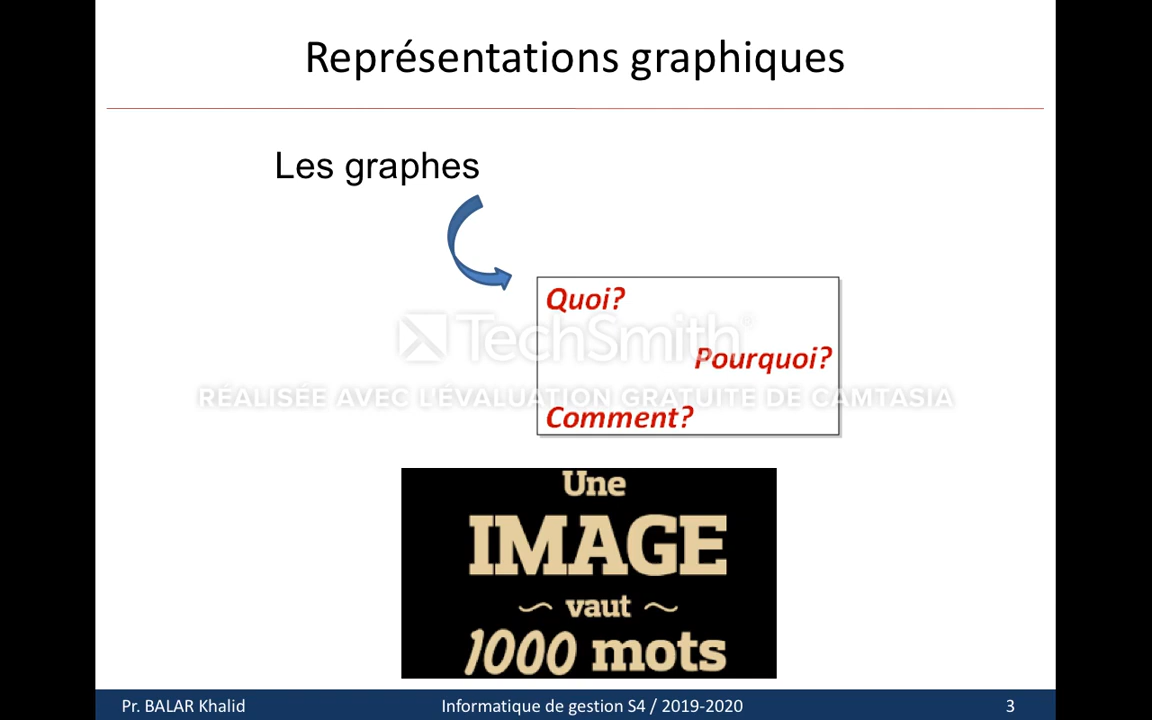 Représentations graphiques
Les graphes
Quoi?
TechSmith
Pourquoi?
RÉALISÉE AVEC L'ÉVALUATION GRATUITE DE CAMTASIA
Comment?
Une
IMAGE
vaut
1000 mots
Pr. BALAR Khalid
Informatique de gestion S4 / 2019-2020
3